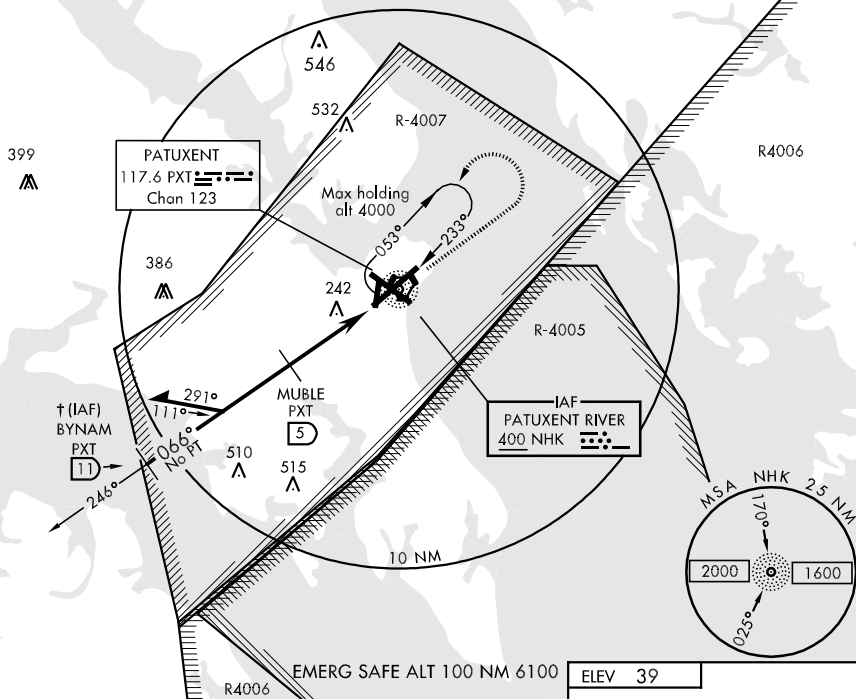 546
532
R-4007
399
R4006
PATUXENT
117.6 PXT
Chan 123
Max holding
alt 4000
053°
233°
386
242
R-4005
291°
111°
MUBLE
PXT
5
† (IAF)
BYNAM
PXT
11
066°
No PT
246°
510
515
IAF
PATUXENT RIVER
400 NHK
10 NM
MSA NHK 25 NM
170°
2000
1600
025°
EMERG SAFE ALT 100 NM 6100
ELEV 39
R4006